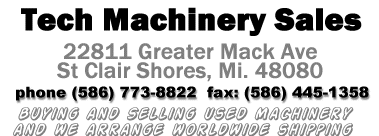 Tech Machinery Sales
22811 Greater Mack Ave
St Clair Shores, Mi. 48080
phone (586) 773-8822 fax: (586) 445-1358
BUYING AND SELLING USED MACHINERY
AND WE ARRANGE WORLDWIDE SHIPPING